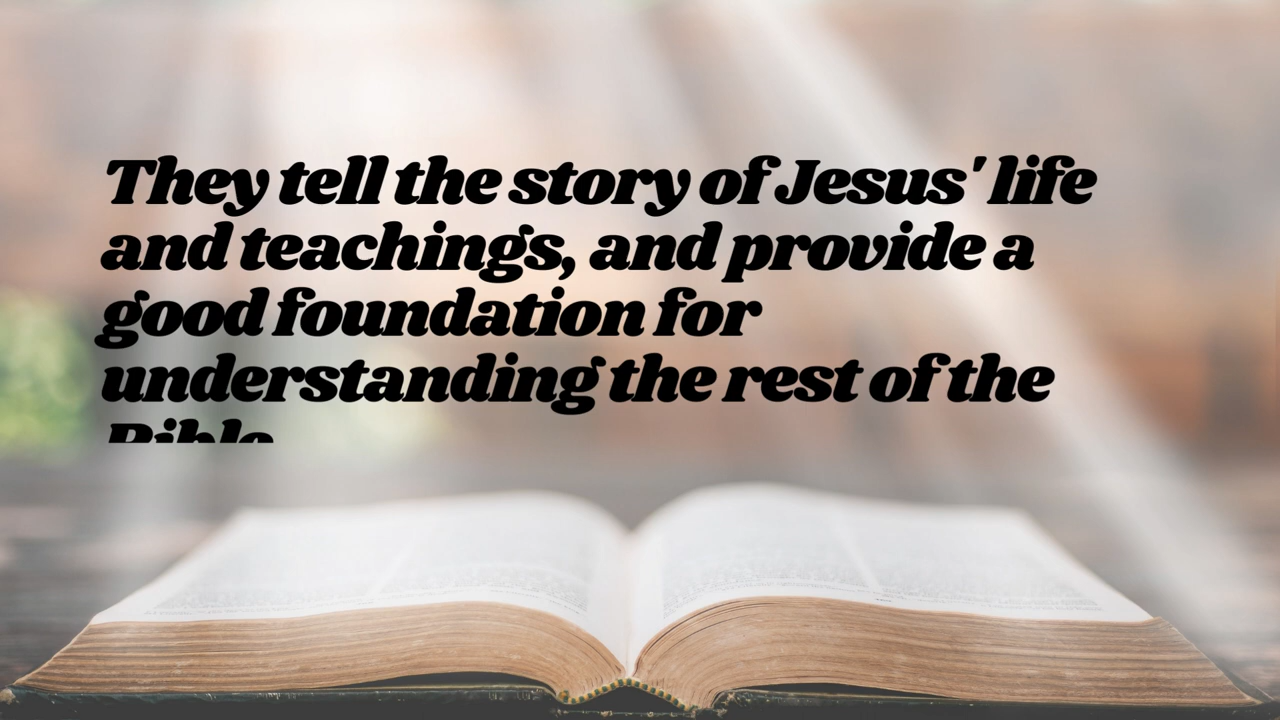 They tell the story of Jesus' life
and teachings, and provide a
good foundation for
understanding the rest of the
Bible